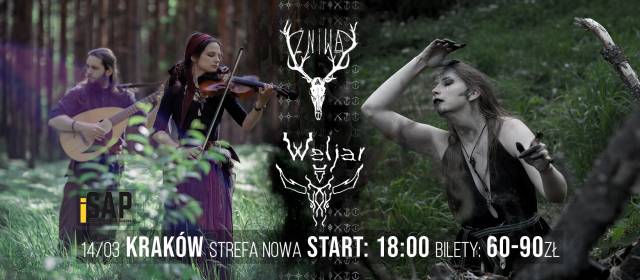 ŻNIWA
Weljar
iSAP
14/03 KRAKÓW STREFA NOWA START: 18:00 BILETY: 60-90ZŁ